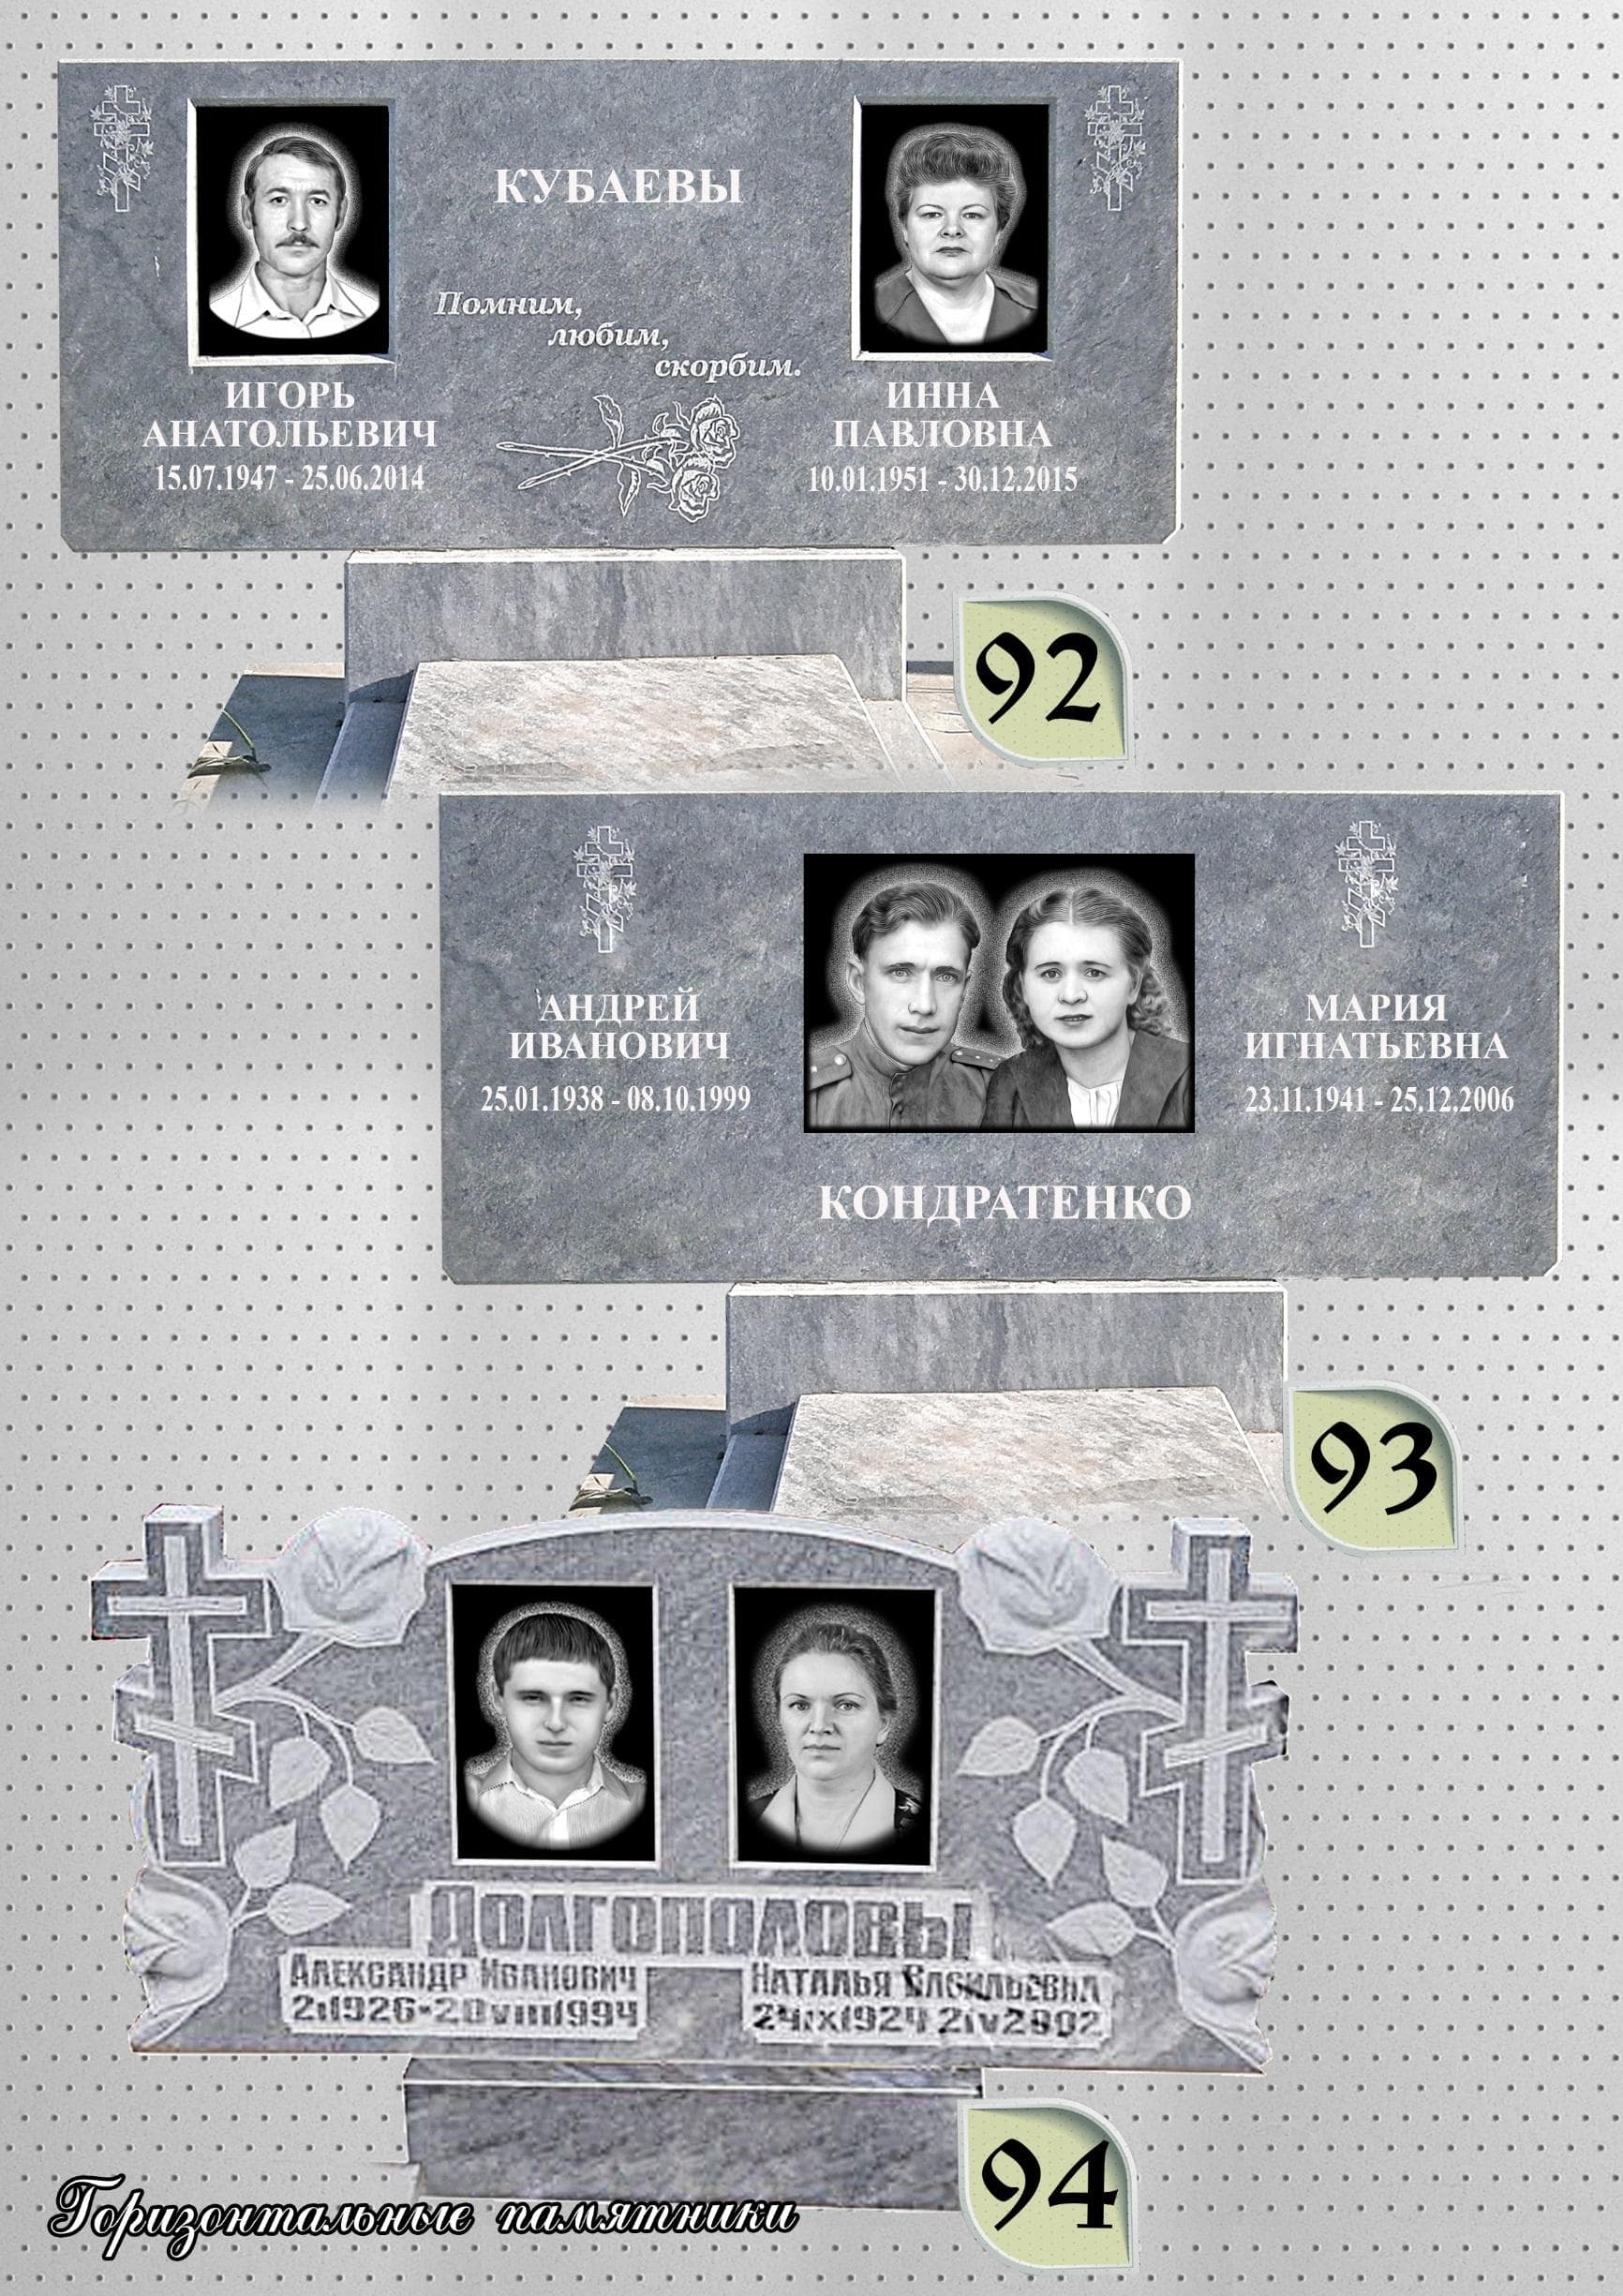 КУБАЕВЫ
Помним,
любим,
скорбим.
ИГОРЬ
АНАТОЛЬЕВИЧ
15.07.1947 - 25.06.2014
ИННА
ПАВЛОВНА
10.01.1951 - 30.12.2015
92
АНДРЕЙ
ИВАНОВИЧ
25.01.1938 - 08.10.1999
МАРИЯ
ИГНАТЬЕВНА
23.11.1941 - 25.12.2006
КОНДРАТЕНКО
93
ДОЛГОПОЛОВЫ
АЛЕКСАНДР ИВАНОВИЧ
НАТАЛЬЯ ВАСИЛЬЕВНА
94
Горизонтальные памятники